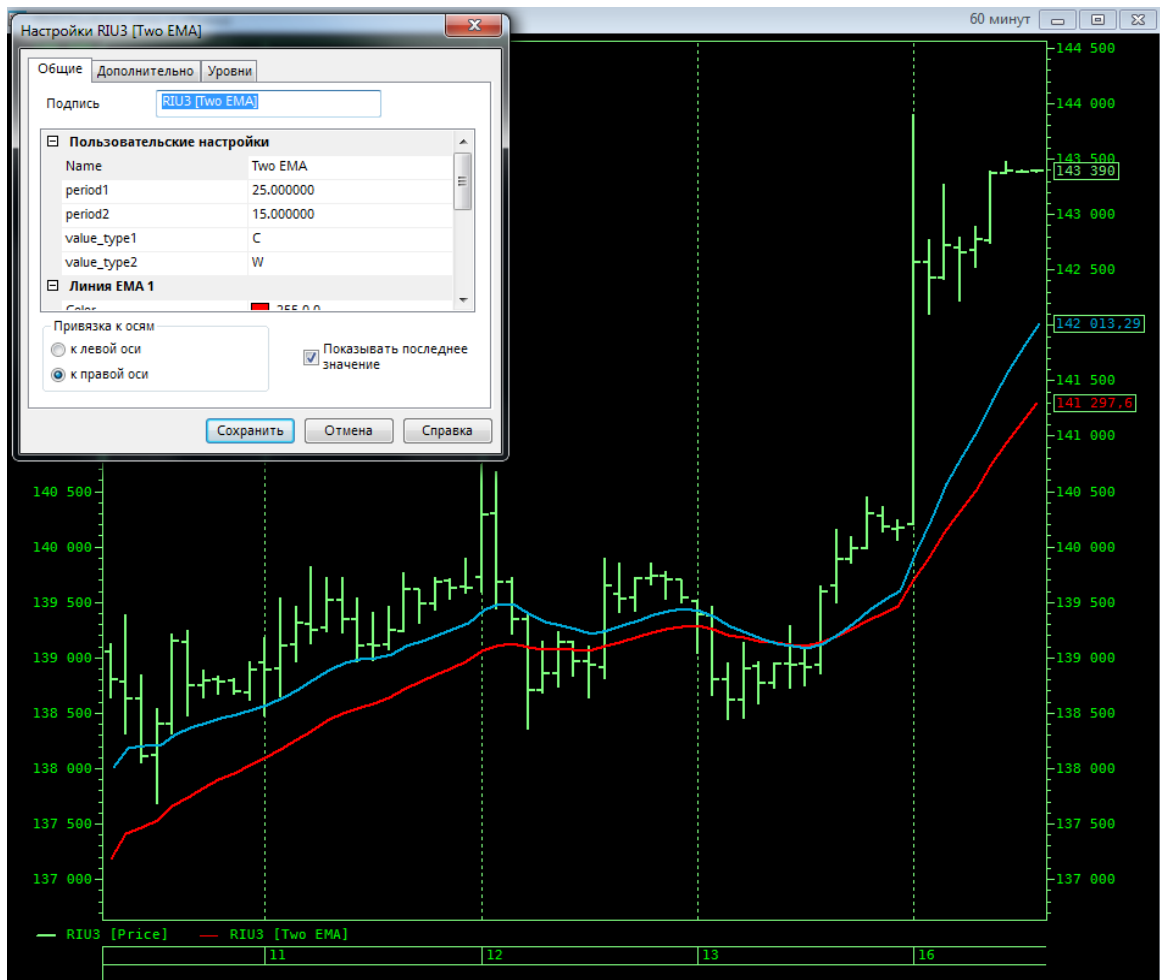 60 минут
Настройки RIU3 [Two EMA]
Общие Дополнительно Уровни
Подпись RIU3 [Two EMA]
Пользовательские настройки
Name Two EMA
period1 25.000000
period2 15.000000
value_type1 C
value_type2 W
Линия EMA 1
Color 255,0,0
Привязка к осям
к левой оси
к правой оси
Показывать последнее
значение
Сохранить Отмена Справка
144 500
144 000
143 500
143 390
143 000
142 500
142 013,29
141 500
141 297,6
141 000
140 500 140 500
140 000 140 000
139 500 139 500
139 000 139 000
138 500 138 500
138 000 138 000
137 500 137 500
137 000 137 000
RIU3 [Price] RIU3 [Two EMA]
11 12 13 16